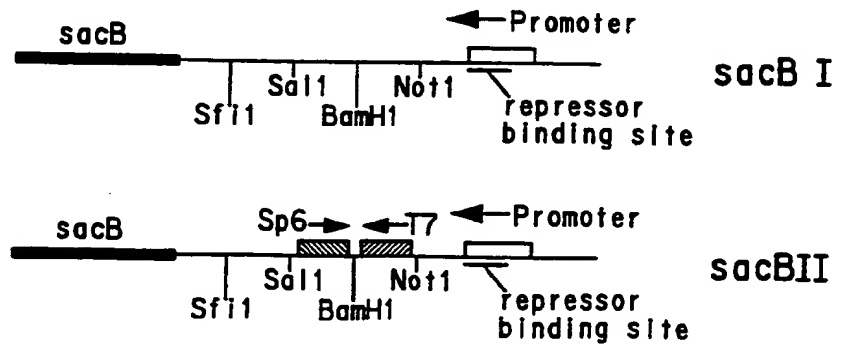 Promoter
sacB
sacB I
Sal1
Not1
Sfi1
BamH1
repressor
binding site
Sp6
T7
Promoter
sacB
sacBII
Sal1
Not1
Sfi1
BamH1
repressor
binding site